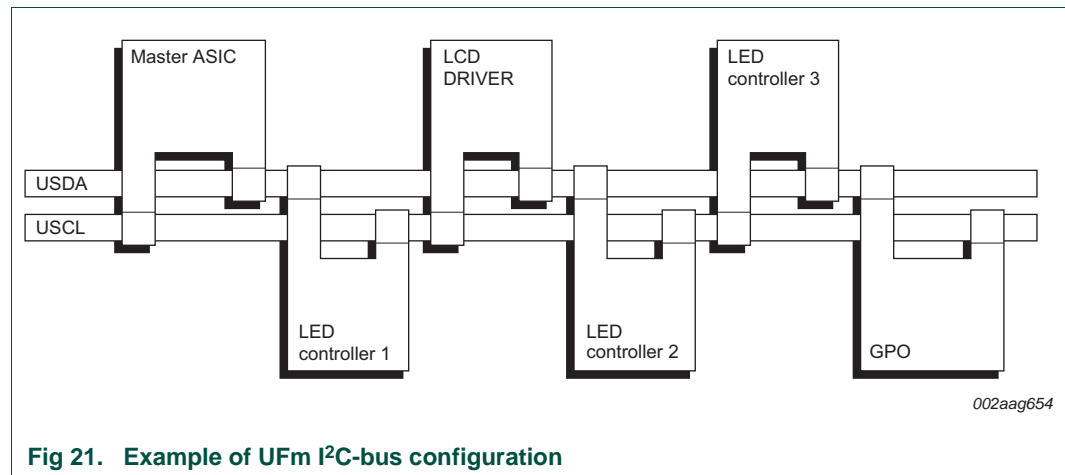 Master ASIC
LCD
DRIVER
LED
controller 3
USDA
USCL
LED
controller 1
LED
controller 2
GPO
002aag654
Fig 21. Example of UFm I²C-bus configuration